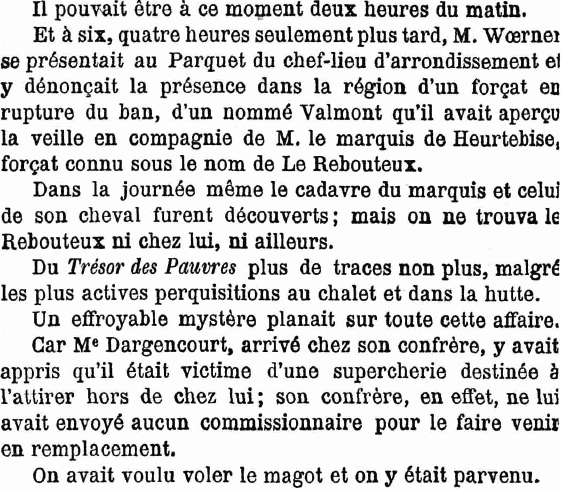 Il pouvait être à ce moment deux heures du matin.
Et à six, quatre heures seulement plus tard, M. Wœrner
se présentait au Parquet du chef-lieu d'arrondissement et
y dénonçait la présence dans la région d'un forçat en
rupture du ban, d'un nommé Valmont qu'il avait aperçu
la veille en compagnie de M. le marquis de Heurtebise,
forçat connu sous le nom de Le Rebouteux.
Dans la journée même le cadavre du marquis et celui
de son cheval furent découverts; mais on ne trouva le
Rebouteux ni chez lui, ni ailleurs.
Du Trésor des Pauvres plus de traces non plus, malgré
les plus actives perquisitions au chalet et dans la hutte.
Un effroyable mystère planait sur toute cette affaire.
Car Mᵉ Dargencourt, arrivé chez son confrère, y avait
appris qu'il était victime d'une supercherie destinée à
l'attirer hors de chez lui; son confrère, en effet, ne lui
avait envoyé aucun commissionnaire pour le faire venir
en remplacement.
On avait voulu voler le magot et on y était parvenu.